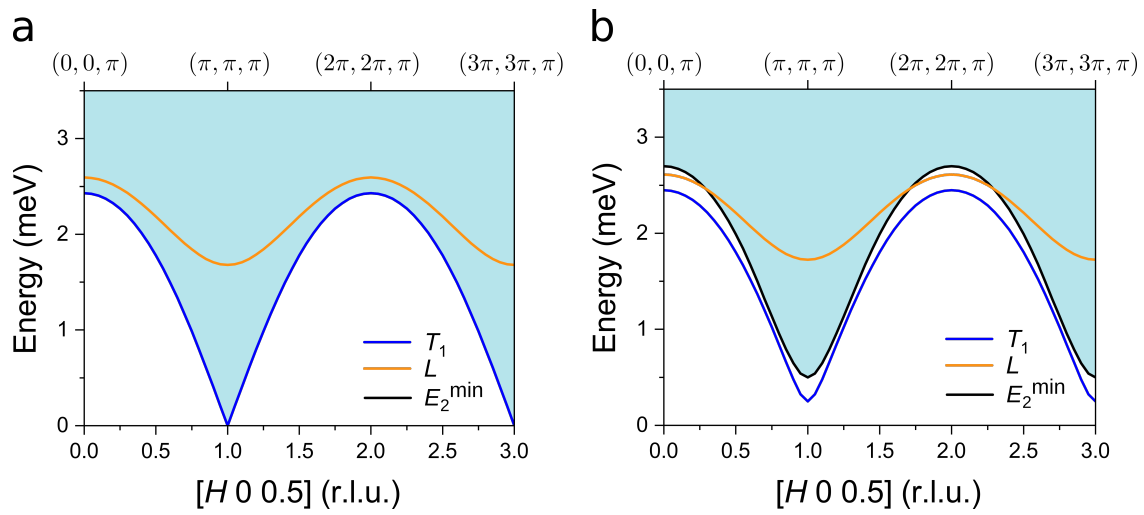 a
(0, 0, π) (π, π, π) (2π, 2π, π) (3π, 3π, π)
Energy (meV)
3
2
1
0
T1
L
E2min
0.0 0.5 1.0 1.5 2.0 2.5 3.0
[H 0 0.5] (r.l.u.)
b
(0, 0, π) (π, π, π) (2π, 2π, π) (3π, 3π, π)
Energy (meV)
3
2
1
0
T1
L
E2min
0.0 0.5 1.0 1.5 2.0 2.5 3.0
[H 0 0.5] (r.l.u.)